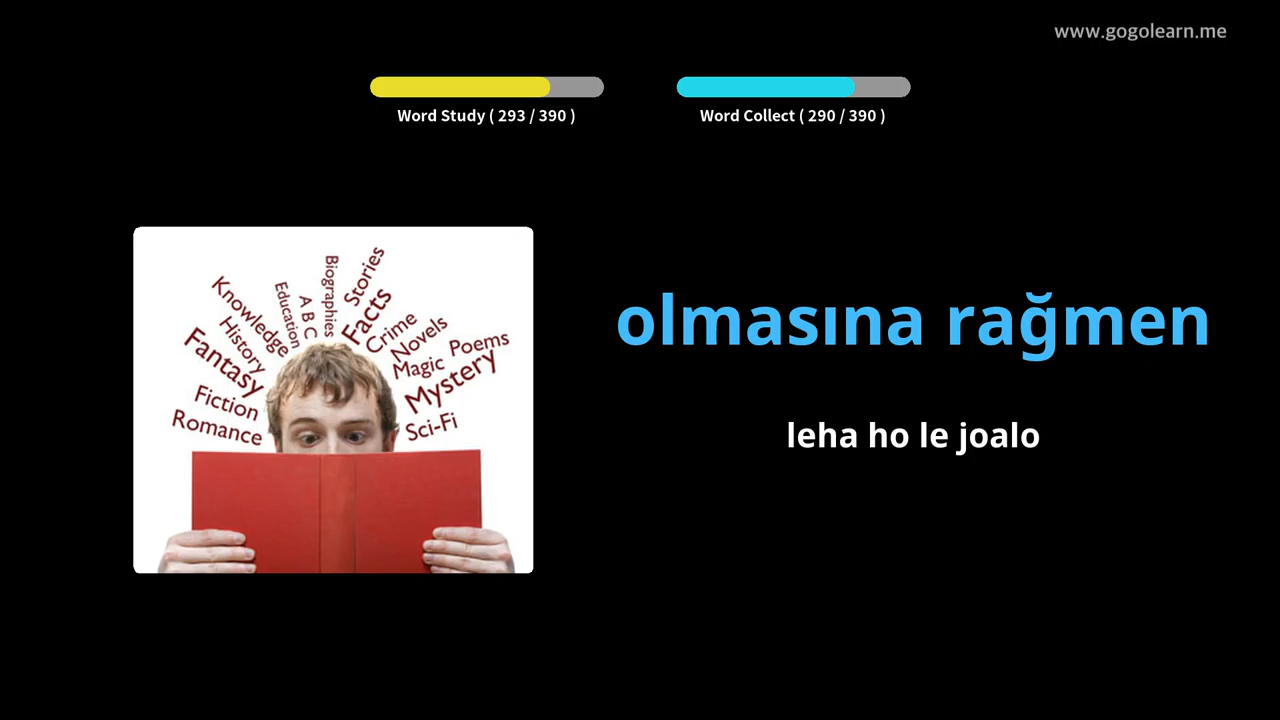 www.gogolearn.me
Word Study ( 293 / 390 )
Word Collect ( 290 / 390 )
Knowledge
Education
A B C
Biographies
Stories
Facts
Crime
Novels
Poems
History
Magic
Mystery
Fantasy
Fiction
Romance
Sci-Fi
olmasına rağmen
leha ho le joalo